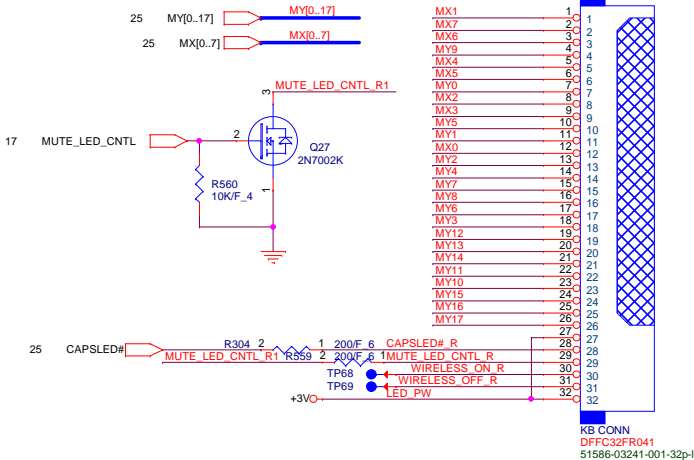 25 MY[0..17] MY[0..17]
25 MX[0..7] MX[0..7]
MUTE_LED_CNTL_R1
3
17 MUTE_LED_CNTL 2
Q27
2N7002K
1
R560
10K/F_4
25 CAPSLED# R304 2 1 200/F_6 CAPSLED#_R
MUTE_LED_CNTL_R1 R559 2 200/F_6 1 MUTE_LED_CNTL_R
TP68 WIRELESS_ON_R
TP69 WIRELESS_OFF_R
+3V LED_PW
MX1 1 1
MX7 2 2
MX6 3 3
MY9 4 4
MX4 5 5
MX5 6 6
MY0 7 7
MX2 8 8
MX3 9 9
MY5 10 10
MY1 11 11
MX0 12 12
MY2 13 13
MY4 14 14
MY7 15 15
MY8 16 16
MY6 17 17
MY3 18 18
MY12 19 19
MY13 20 20
MY14 21 21
MY11 22 22
MY10 23 23
MY15 24 24
MY16 25 25
MY17 26 26
27 27
28 28
29 29
30 30
31 31
32 32
KB CONN
DFFC32FR041